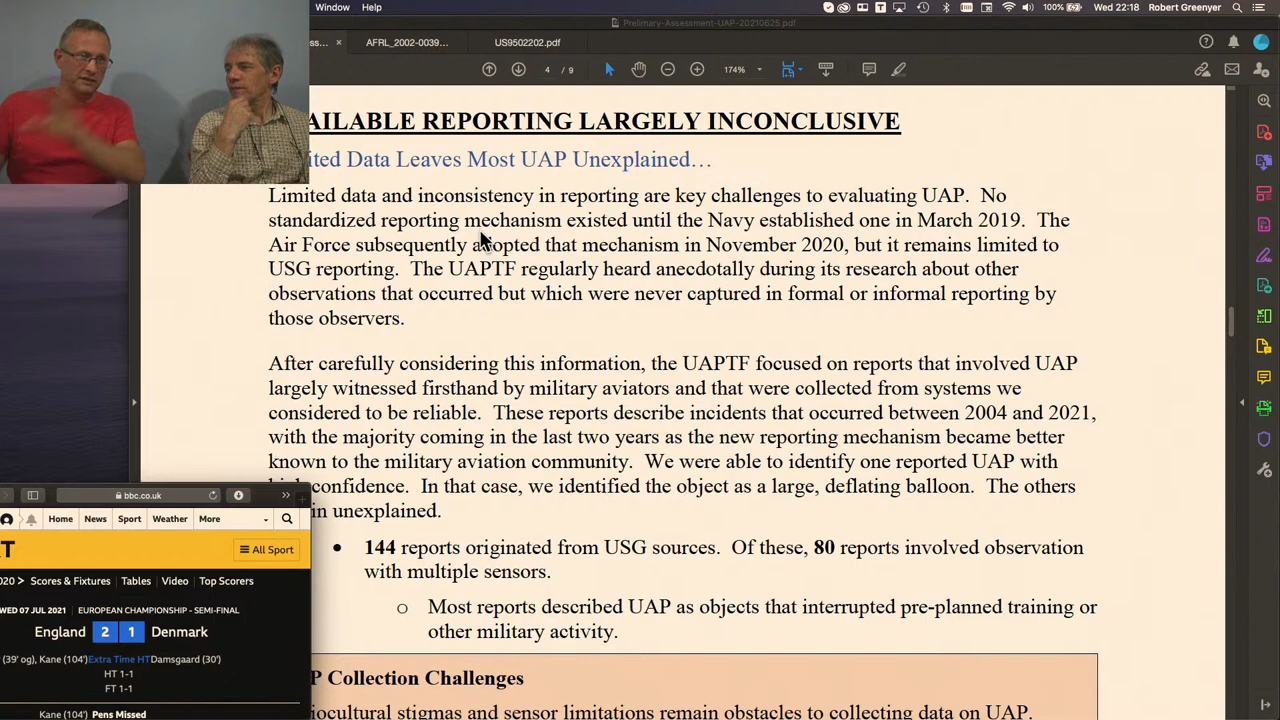 Window Help
100% Wed 22:18 Robert Greenyer
Prelimary-Assessment-UAP-20210625.pdf
AFRL_2002-0039... US9502202.pdf
4 / 9 174%
AILABLE REPORTING LARGELY INCONCLUSIVE
ited Data Leaves Most UAP Unexplained…
Limited data and inconsistency in reporting are key challenges to evaluating UAP. No
standardized reporting mechanism existed until the Navy established one in March 2019. The
Air Force subsequently adopted that mechanism in November 2020, but it remains limited to
USG reporting. The UAPTF regularly heard anecdotally during its research about other
observations that occurred but which were never captured in formal or informal reporting by
those observers.
After carefully considering this information, the UAPTF focused on reports that involved UAP
largely witnessed firsthand by military aviators and that were collected from systems we
considered to be reliable. These reports describe incidents that occurred between 2004 and 2021,
with the majority coming in the last two years as the new reporting mechanism became better
known to the military aviation community. We were able to identify one reported UAP with
confidence. In that case, we identified the object as a large, deflating balloon. The others
in unexplained.
• 144 reports originated from USG sources. Of these, 80 reports involved observation
with multiple sensors.
o Most reports described UAP as objects that interrupted pre-planned training or
other military activity.
P Collection Challenges
iocultural stigmas and sensor limitations remain obstacles to collecting data on UAP.
bbc.co.uk
Home News Sport Weather More
RT All Sport
020 > Scores & Fixtures Tables Video Top Scorers
WED 07 JUL 2021 | EUROPEAN CHAMPIONSHIP - SEMI-FINAL
England 2 1 Denmark
(39' og), Kane (104') Extra Time HT Damsgaard (30')
HT 1-1
FT 1-1
Kane (104') Pens Missed